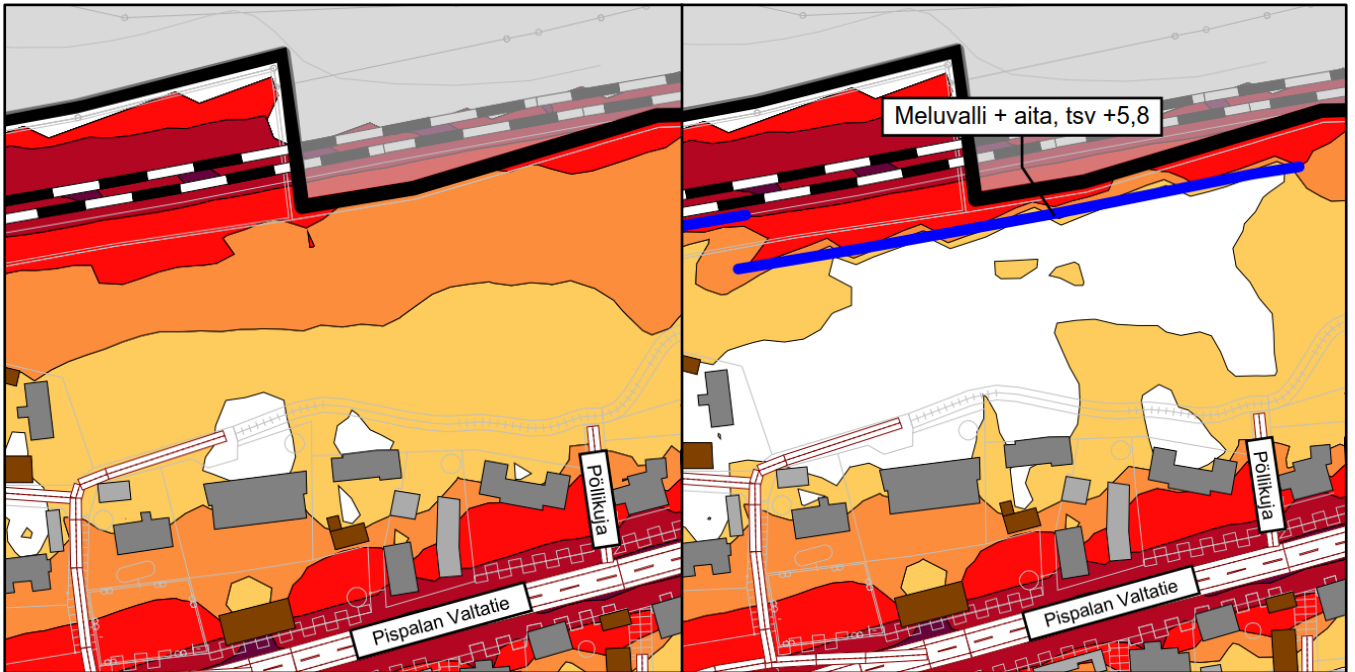 Meluvalli + aita, tsv +5,8
Pöllikuja
Pispalan Valtatie
Pöllikuja
Pispalan Valtatie